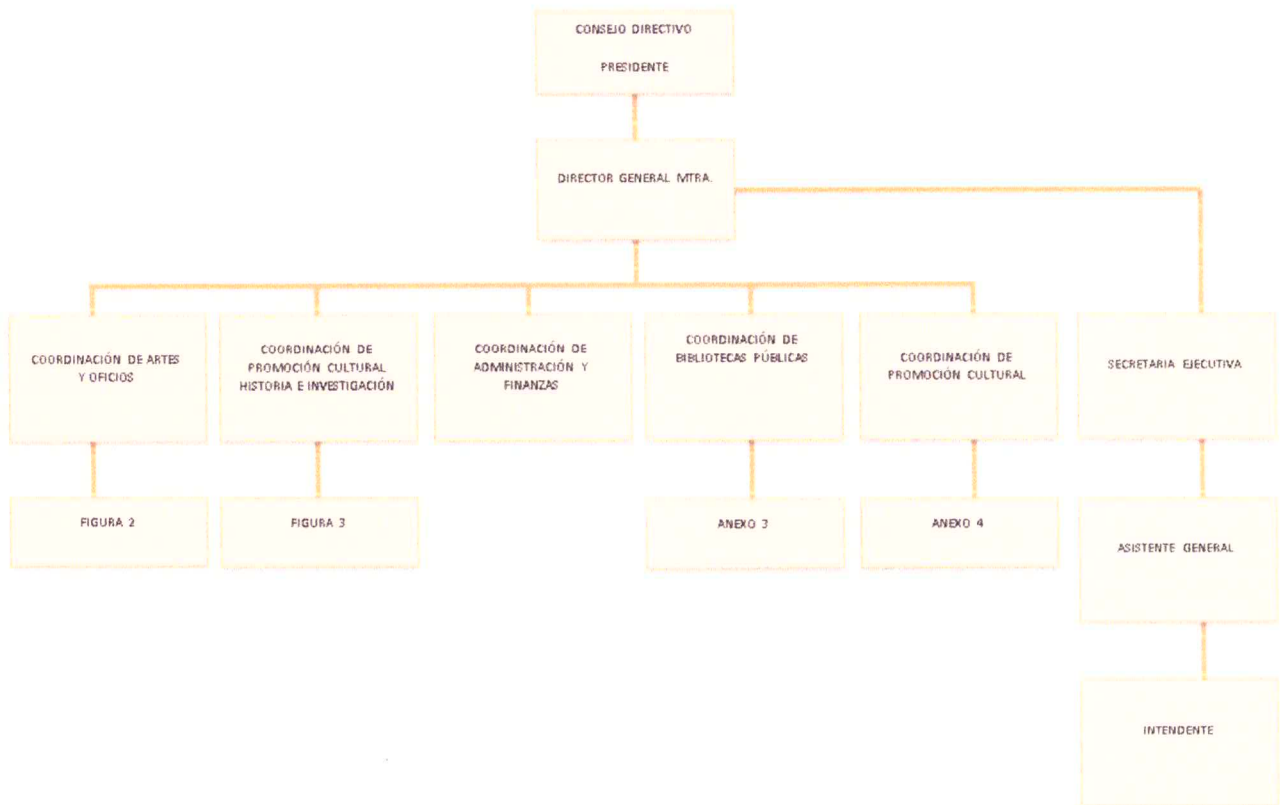 CONSEJO DIRECTIVO
PRESIDENTE
DIRECTOR GENERAL MTRA.
COORDINACIÓN DE ARTES
Y OFICIOS
COORDINACIÓN DE
PROMOCIÓN CULTURAL
HISTORIA E INVESTIGACIÓN
COORDINACIÓN DE
ADMINISTRACIÓN Y
FINANZAS
COORDINACIÓN DE
BIBLIOTECAS PÚBLICAS
COORDINACIÓN DE
PROMOCIÓN CULTURAL
SECRETARIA EJECUTIVA
FIGURA 2
FIGURA 3
ANEXO 3
ANEXO 4
ASISTENTE GENERAL
INTENDENTE